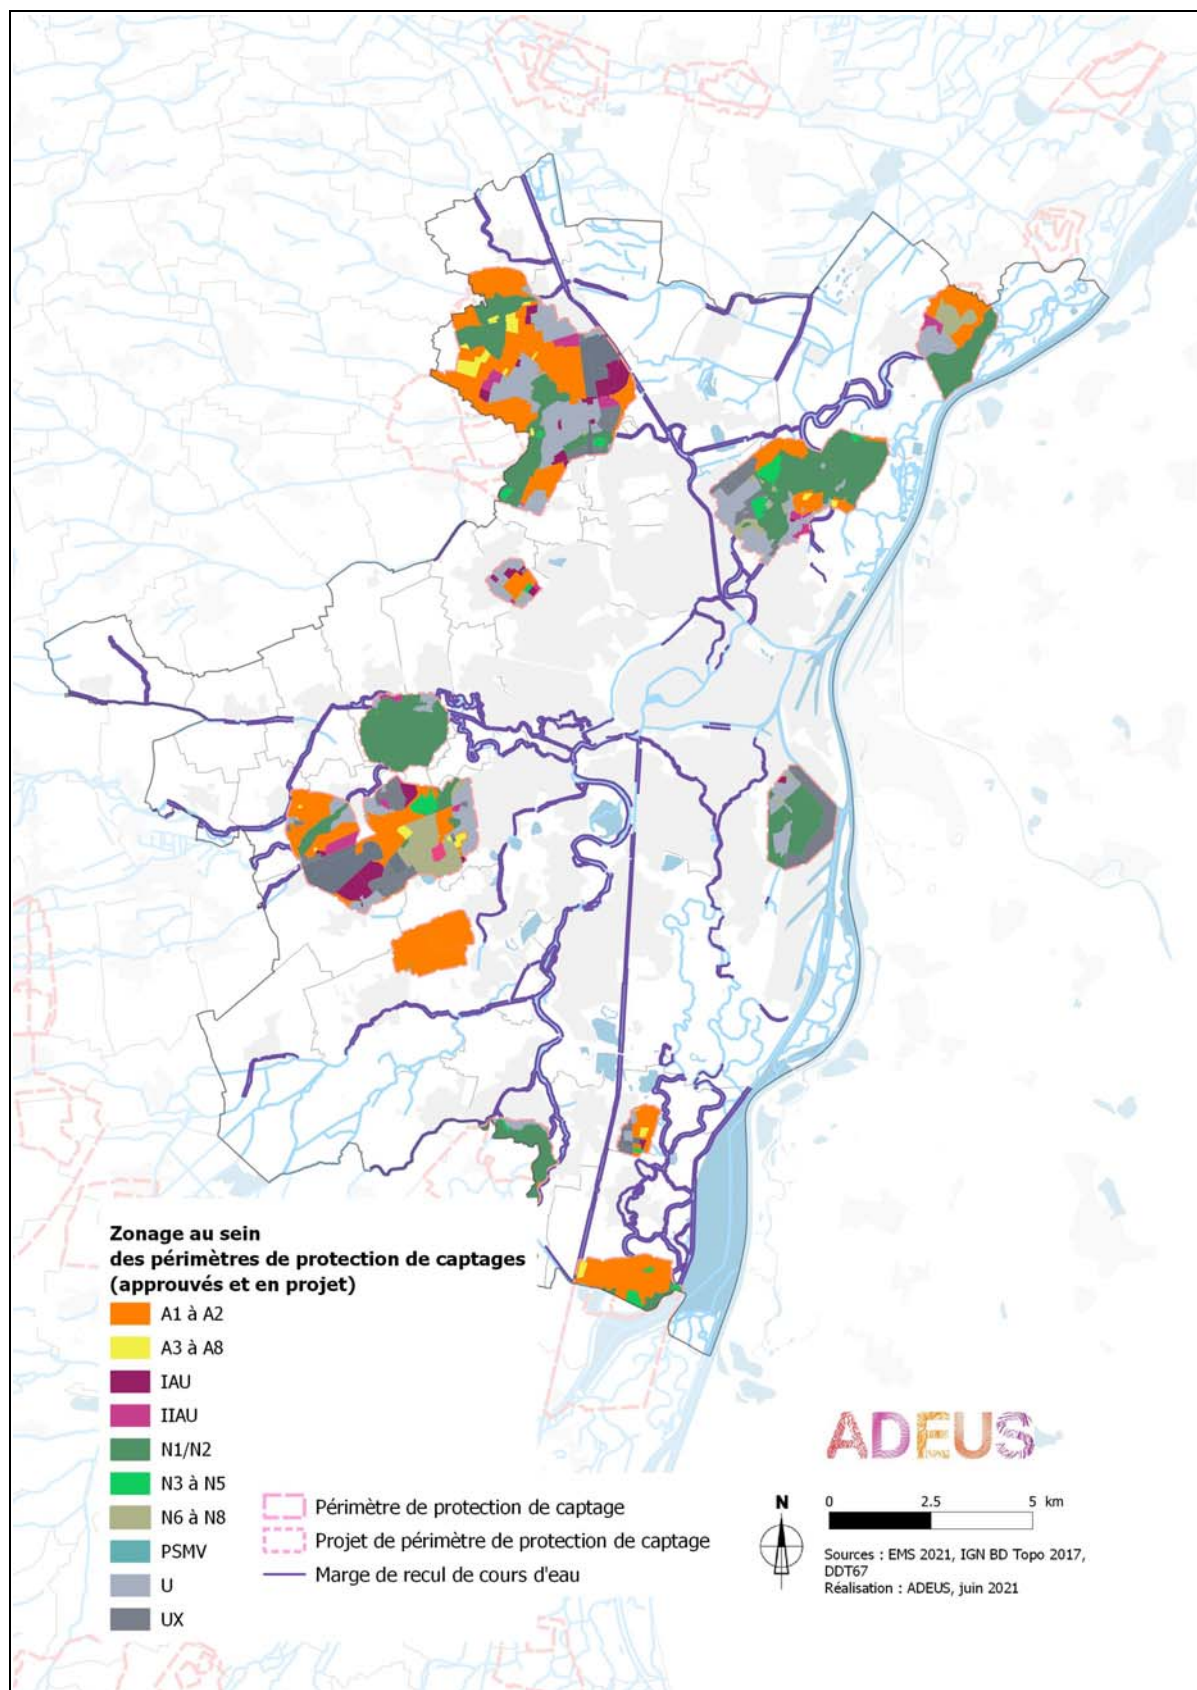 Zonage au sein
des périmètres de protection de captages
(approuvés et en projet)
A1 à A2
A3 à A8
IAU
IIAU
N1/N2
N3 à N5
N6 à N8
PSMV
U
UX
Périmètre de protection de captage
Projet de périmètre de protection de captage
Marge de recul de cours d'eau
ADEUS
N
0 2.5 5 km
Sources : EMS 2021, IGN BD Topo 2017,
DDT67
Réalisation : ADEUS, juin 2021